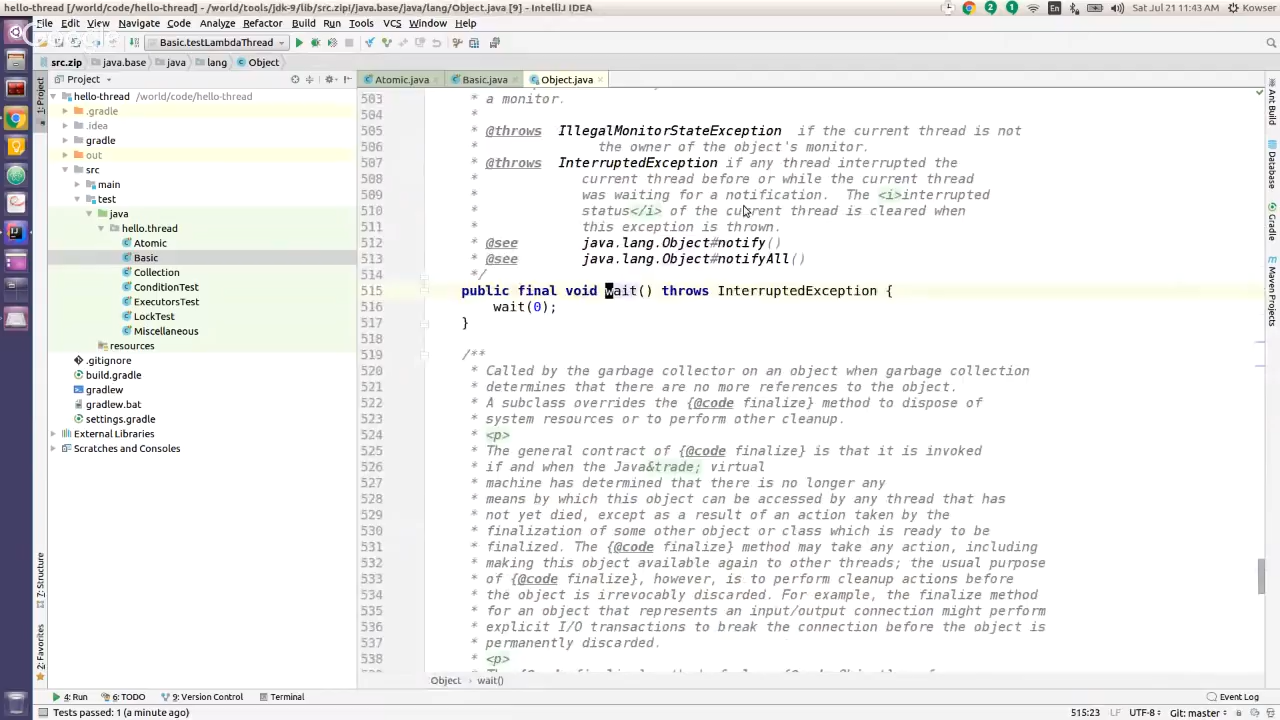 hello-thread [/world/code/hello-thread] - /world/tools/jdk-9/lib/src.zip!/java.base/java/lang/Object.java [9] - IntelliJ IDEA
En
Sat Jul 21 11:43 AM
Kowser
File Edit View Navigate Code Analyze Refactor Build Run Tools VCS Window Help
Basic.testLambdaThread
src.zip java.base java lang Object
Project
Atomic.java
Basic.java
Object.java
1: Project
hello-thread /world/code/hello-thread
.gradle
.idea
gradle
out
src
main
test
java
hello.thread
Atomic
Basic
Collection
ConditionTest
ExecutorsTest
LockTest
Miscellaneous
resources
.gitignore
build.gradle
gradlew
gradlew.bat
settings.gradle
External Libraries
Scratches and Consoles
7: Structure
2: Favorites
503 * a monitor.
504 *
505 * @throws IllegalMonitorStateException if the current thread is not
506 * the owner of the object's monitor.
507 * @throws InterruptedException if any thread interrupted the
508 * current thread before or while the current thread
509 * was waiting for a notification. The <i>interrupted
510 * status</i> of the current thread is cleared when
511 * this exception is thrown.
512 * @see java.lang.Object#notify()
513 * @see java.lang.Object#notifyAll()
514 */
515 public final void wait() throws InterruptedException {
516 wait(0);
517 }
518
519 /**
520 * Called by the garbage collector on an object when garbage collection
521 * determines that there are no more references to the object.
522 * A subclass overrides the {@code finalize} method to dispose of
523 * system resources or to perform other cleanup.
524 * <p>
525 * The general contract of {@code finalize} is that it is invoked
526 * if and when the Java&trade; virtual
527 * machine has determined that there is no longer any
528 * means by which this object can be accessed by any thread that has
529 * not yet died, except as a result of an action taken by the
530 * finalization of some other object or class which is ready to be
531 * finalized. The {@code finalize} method may take any action, including
532 * making this object available again to other threads; the usual purpose
533 * of {@code finalize}, however, is to perform cleanup actions before
534 * the object is irrevocably discarded. For example, the finalize method
535 * for an object that represents an input/output connection might perform
536 * explicit I/O transactions to break the connection before the object is
537 * permanently discarded.
538 * <p>
Ant Build
Database
Gradle
Maven Projects
Object wait()
4: Run 6: TODO 9: Version Control Terminal
Event Log
Tests passed: 1 (a minute ago)
515:23 LF UTF-8 Git: master